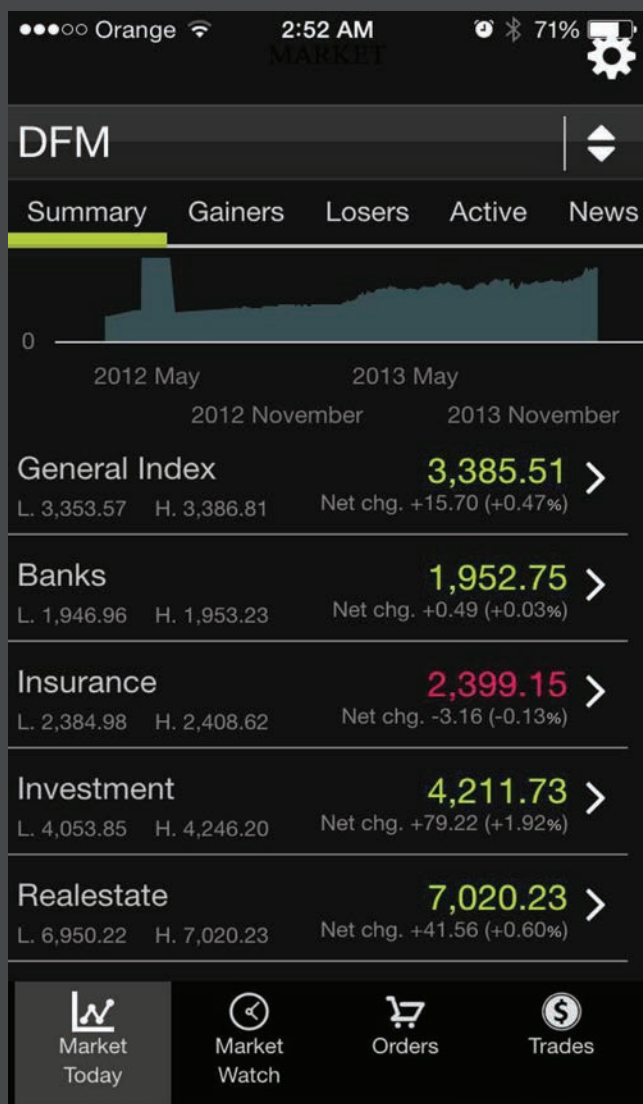 Orange 2:52 AM 71%
MARKET
DFM
Summary Gainers Losers Active News
0
2012 May 2013 May
2012 November 2013 November
General Index 3,385.51
L. 3,353.57 H. 3,386.81 Net chg. +15.70 (+0.47%)
Banks 1,952.75
L. 1,946.96 H. 1,953.23 Net chg. +0.49 (+0.03%)
Insurance 2,399.15
L. 2,384.98 H. 2,408.62 Net chg. -3.16 (-0.13%)
Investment 4,211.73
L. 4,053.85 H. 4,246.20 Net chg. +79.22 (+1.92%)
Realestate 7,020.23
L. 6,950.22 H. 7,020.23 Net chg. +41.56 (+0.60%)
Market Today Market Watch Orders Trades